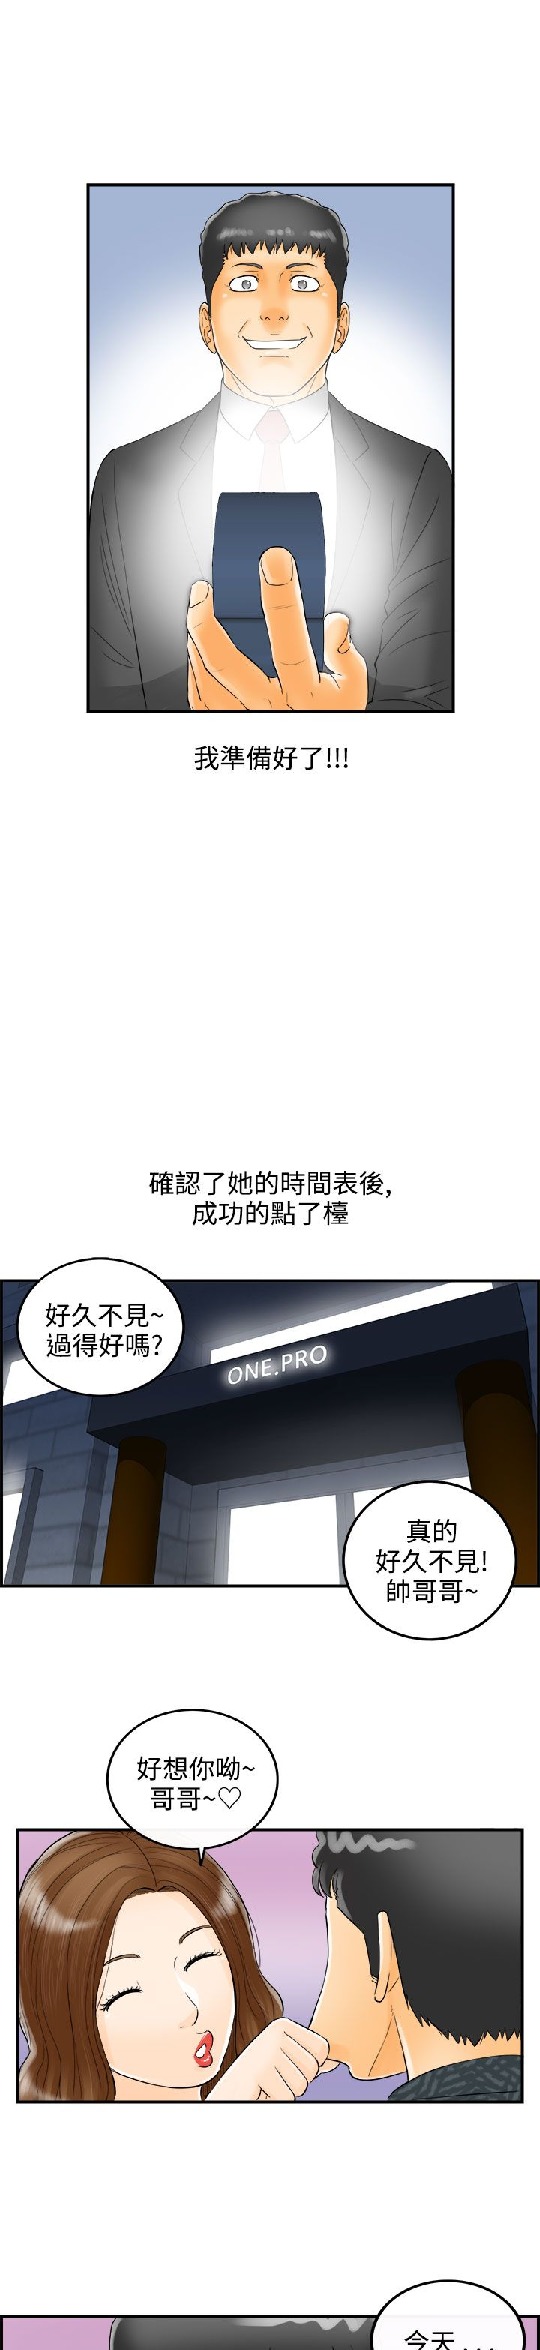 我準備好了!!!
確認了她的時間表後,
成功的點了檯
好久不見~
過得好嗎?
ONE.PRO
真的
好久不見!
帥哥哥~
好想你呦~
哥哥~♡
今天 . . .